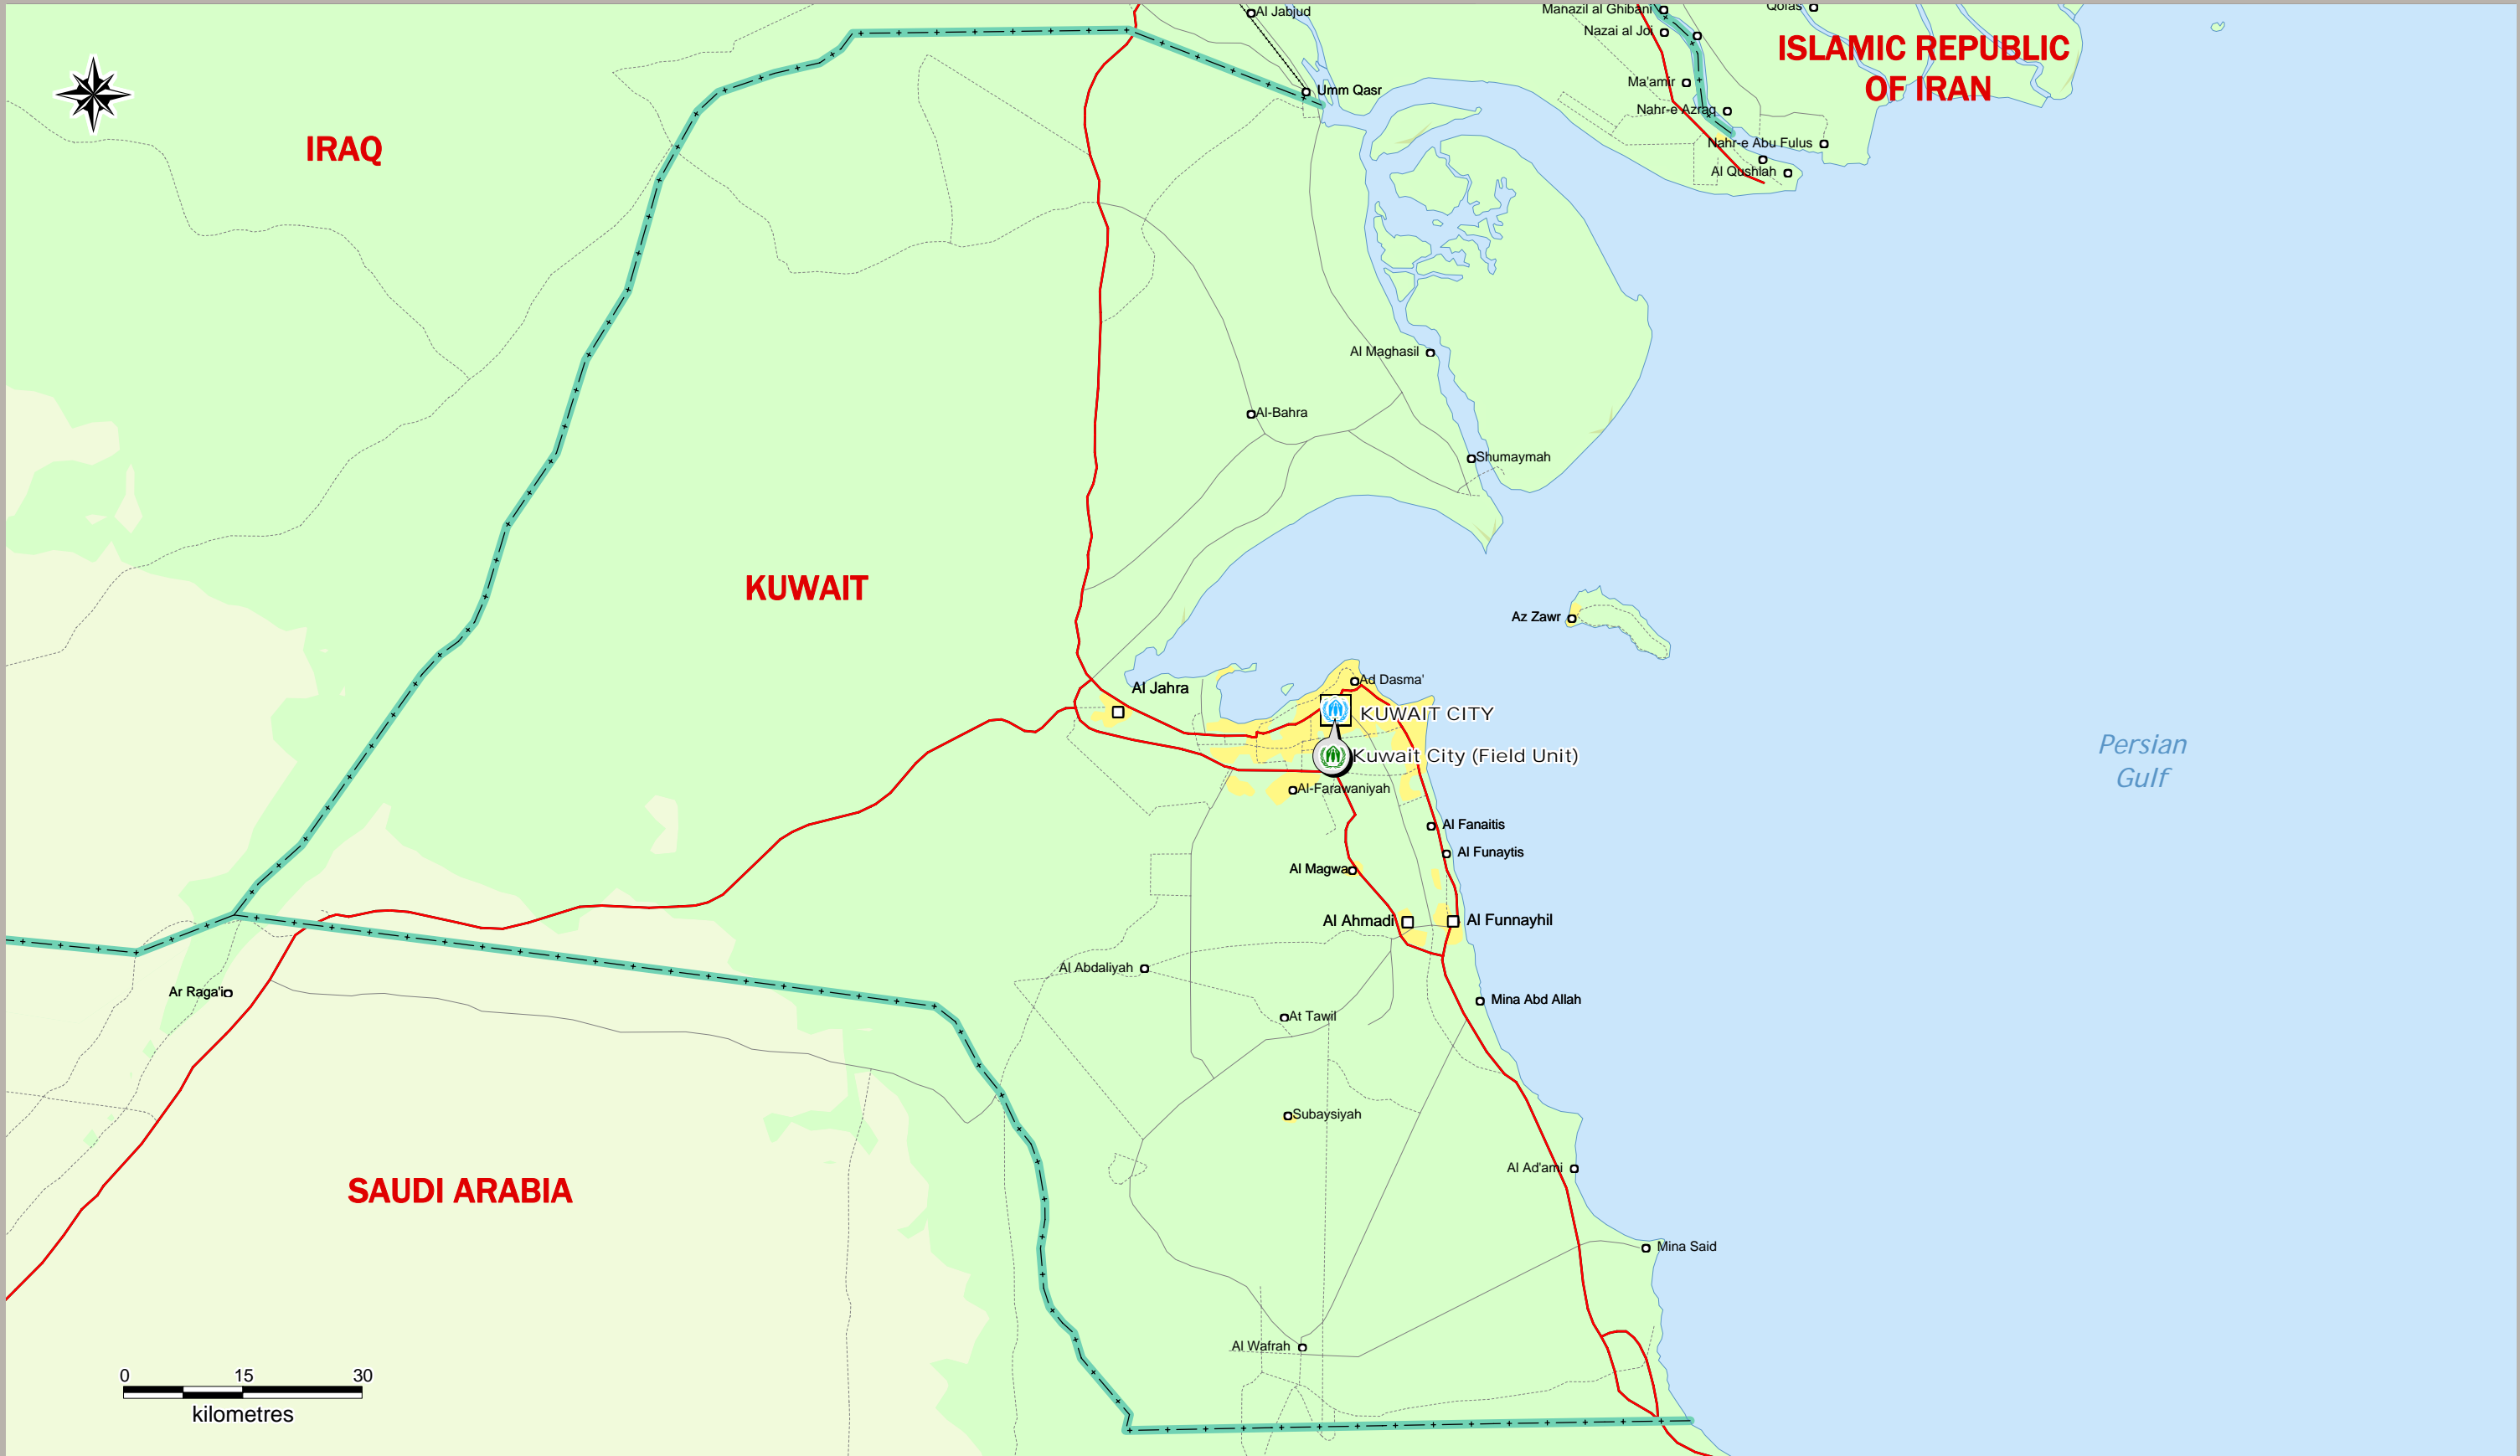 Al Jabjud
Manazil al Ghibani
Qofas
Nazai al Joi
ISLAMIC REPUBLIC
OF IRAN
Ma'amir
Umm Qasr
Nahr-e Azraq
IRAQ
Nahr-e Abu Fulus
Al Qushlah
Al Maghasil
Al-Bahra
Shumaymah
KUWAIT
Az Zawr
Ad Dasma'
Al Jahra
KUWAIT CITY
Persian
Gulf
Kuwait City (Field Unit)
Al-Farawaniyah
Al Fanaitis
Al Funaytis
Al Magwa
Al Ahmadi
Al Funnayhil
Al Abdaliyah
Ar Raga'i
Mina Abd Allah
At Tawil
Subaysiyah
Al Ad'ami
SAUDI ARABIA
Mina Said
Al Wafrah
0 15 30
kilometres